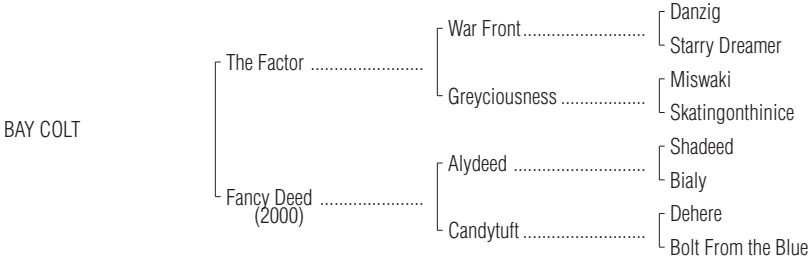 Danzig
War Front........................
Starry Dreamer
The Factor ......................
Miswaki
Greyciousness .................
Skatingonthinice
BAY COLT
Shadeed
Alydeed ..........................
Bialy
Fancy Deed ....................
(2000)
Dehere
Candytuft........................
Bolt From the Blue